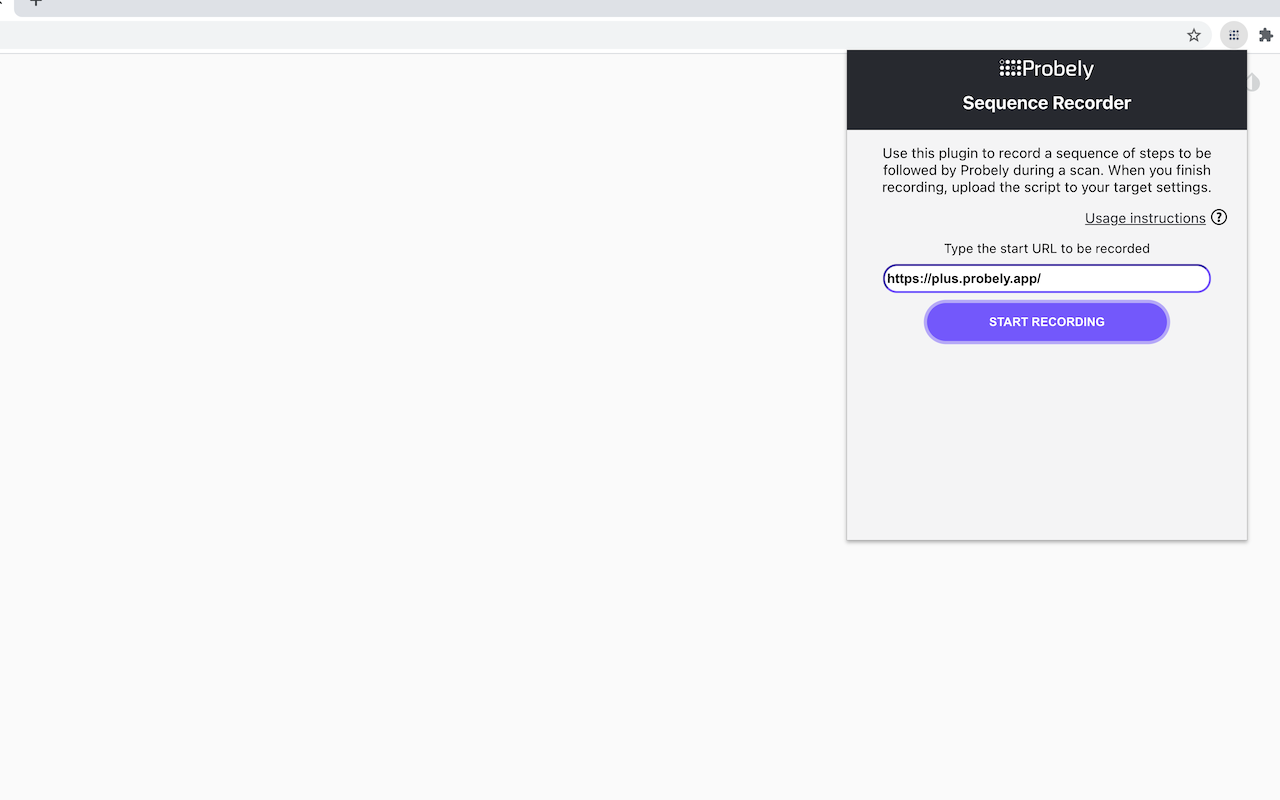 Probely
Sequence Recorder
Use this plugin to record a sequence of steps to be
followed by Probely during a scan. When you finish
recording, upload the script to your target settings.
Usage instructions ?
Type the start URL to be recorded
https://plus.probely.app/
START RECORDING